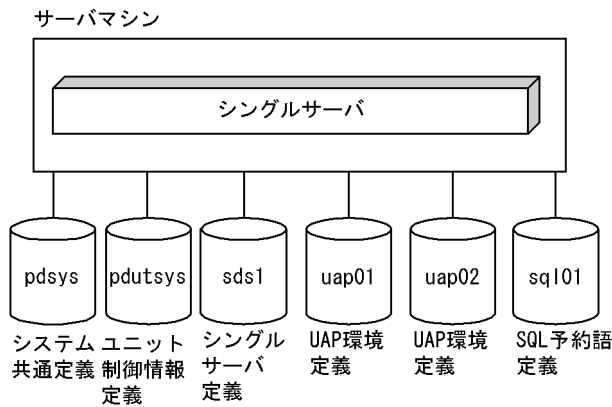 サーバマシン
シングルサーバ
pdsys
pdutsys
sds1
uap01
uap02
sql01
システム
共通定義
ユニット
制御情報
定義
シングル
サーバ
定義
UAP環境
定義
UAP環境
定義
SQL予約語
定義